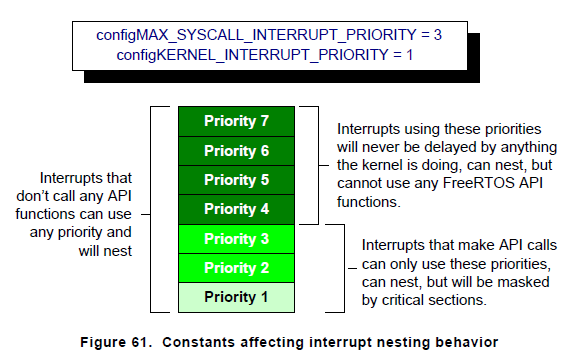 configMAX_SYSCALL_INTERRUPT_PRIORITY = 3
configKERNEL_INTERRUPT_PRIORITY = 1
Interrupts that
don't call any API
functions can use
any priority and
will nest
Priority 7
Priority 6
Priority 5
Priority 4
Priority 3
Priority 2
Priority 1
Interrupts using these priorities
will never be delayed by anything
the kernel is doing, can nest, but
cannot use any FreeRTOS API
functions.
Interrupts that make API calls
can only use these priorities,
can nest, but will be masked
by critical sections.
Figure 61. Constants affecting interrupt nesting behavior